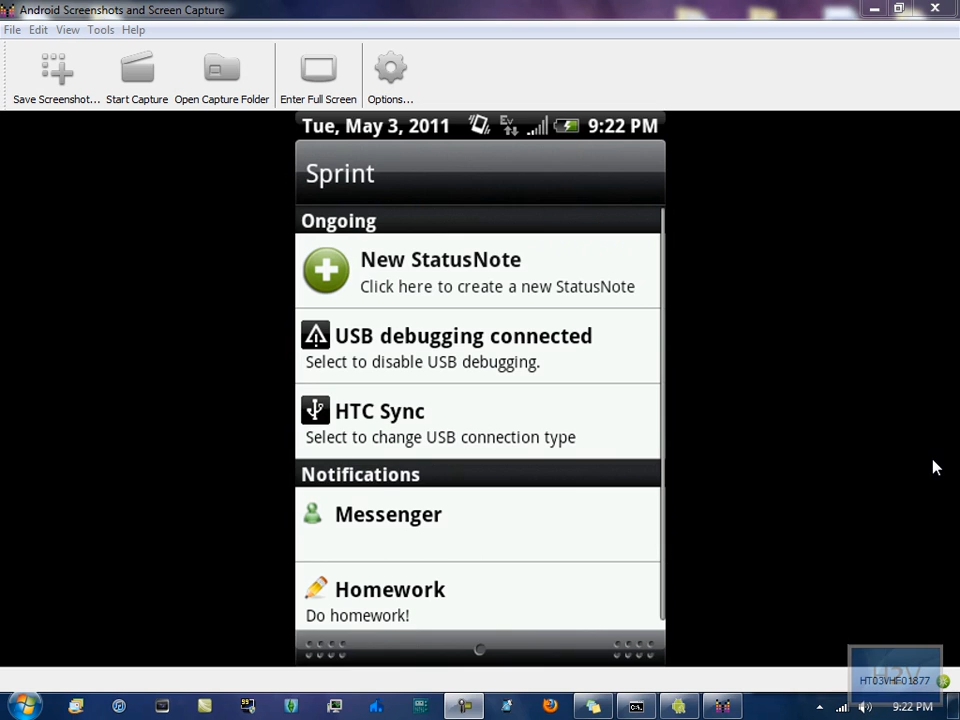 Android Screenshots and Screen Capture
File Edit View Tools Help
Save Screenshot... Start Capture Open Capture Folder Enter Full Screen Options...
Tue, May 3, 2011 Ev 9:22 PM
Sprint
Ongoing
New StatusNote
Click here to create a new StatusNote
USB debugging connected
Select to disable USB debugging.
HTC Sync
Select to change USB connection type
Notifications
Messenger
Homework
Do homework!
HT03VHF01877
9:22 PM